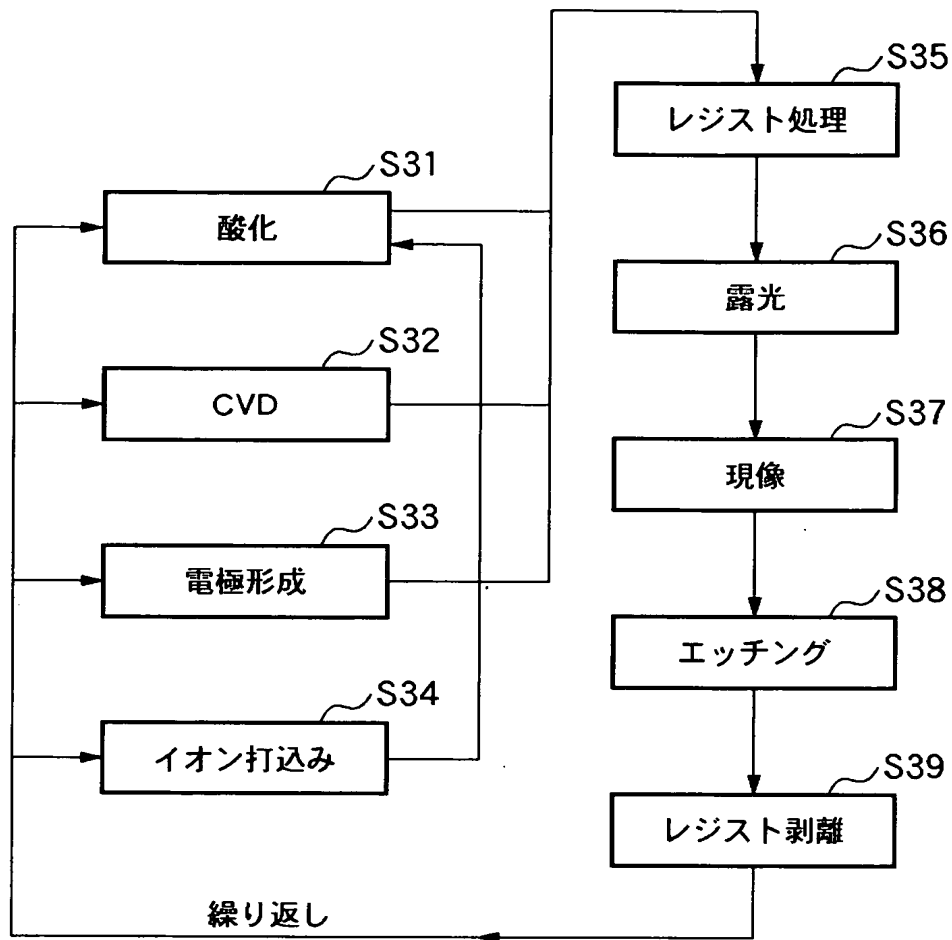 S31
酸化
S32
CVD
S33
電極形成
S34
イオン打込み
S35
レジスト処理
S36
露光
S37
現像
S38
エッチング
S39
レジスト剥離
繰り返し